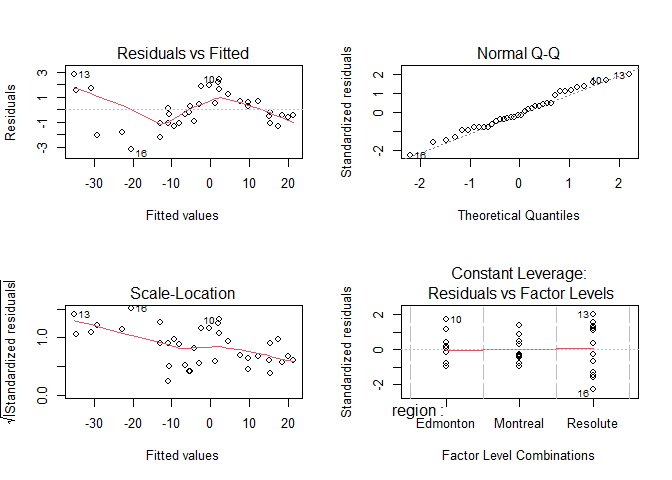 Residuals vs Fitted
Residuals
3
1
-1
-3
13
10
16
-30 -20 -10 0 10 20
Fitted values
Normal Q-Q
Standardized residuals
2
0
-2
10
13
16
-2 -1 0 1 2
Theoretical Quantiles
Scale-Location
√|Standardized residuals|
1.0
0.0
13
16
10
-30 -20 -10 0 10 20
Fitted values
Constant Leverage:
Residuals vs Factor Levels
Standardized residuals
2
0
-2
10
13
16
region :
Edmonton Montreal Resolute
Factor Level Combinations